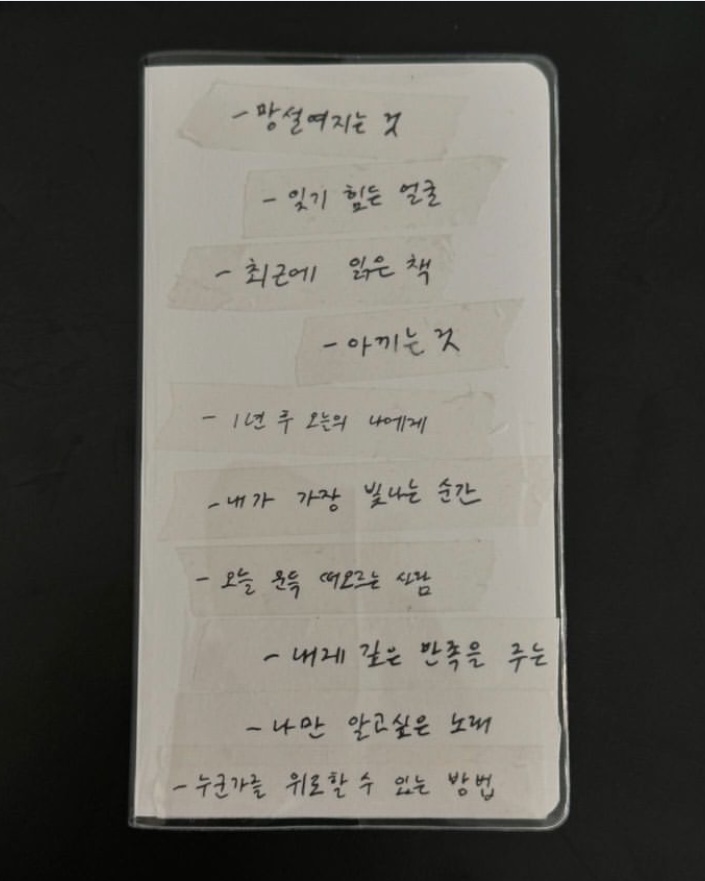 - 망설여지는 것
- 잊기 힘든 얼굴
- 최근에 읽은 책
- 아끼는 것
- 1년 후 오늘의 나에게
- 내가 가장 빛나는 순간
- 오늘 문득 떠오르는 사람
- 내게 깊은 만족을 주는
- 나만 알고싶은 노래
- 누군가를 위로할 수 있는 방법